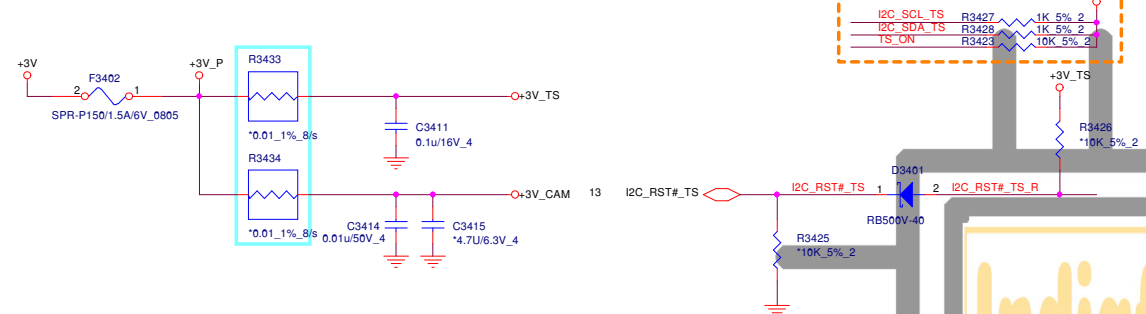 I2C_SCL_TS R3427 1K_5%_2
I2C_SDA_TS R3428 1K_5%_2
TS_ON R3423 10K_5%_2
+3V
F3402
2 1
SPR-P150/1.5A/6V_0805
+3V_P
R3433
*0.01_1%_8/s
+3V_TS
C3411
0.1u/16V_4
R3434
*0.01_1%_8/s
+3V_CAM
C3414
0.01u/50V_4
C3415
*4.7U/6.3V_4
13 I2C_RST#_TS
I2C_RST#_TS
1 D3401 2
RB500V-40
I2C_RST#_TS_R
+3V_TS
R3426
*10K_5%_2
R3425
*10K_5%_2